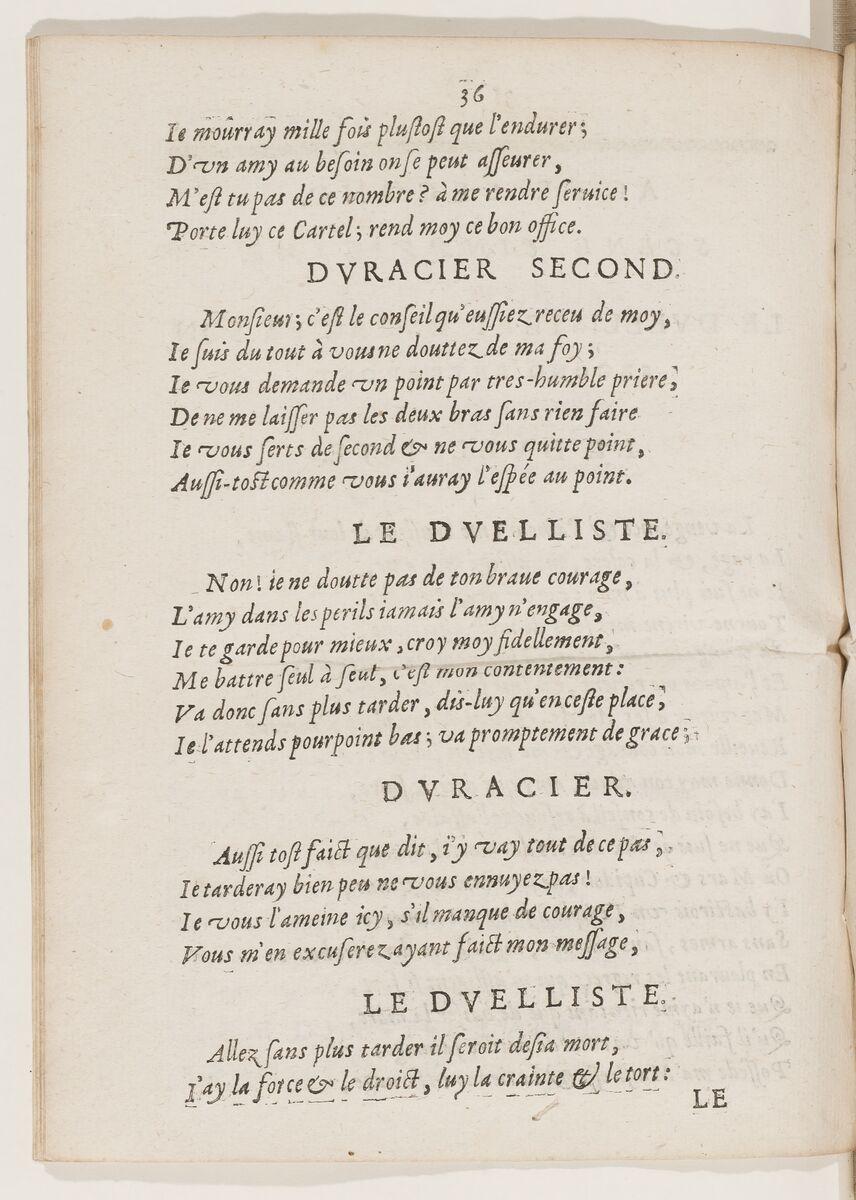 36
Ie mourray mille fois pluſtoſt que l'endurer;
D'vn amy au beſoin on ſe peut aſſeurer,
M'eſt tu pas de ce nombre? à me rendre ſeruice!
Porte luy ce Cartel; rend moy ce bon office.
DVRACIER SECOND.
Monſieur; c'eſt le conſeil qu'euſſiez receu de moy,
Ie ſuis du tout à vous ne douttez de ma foy;
Ie vous demande vn point par tres-humble priere;
De ne me laiſſer pas les deux bras ſans rien faire
Ie vous ſerts de ſecond & ne vous quitte point,
Auſſi-toſt comme vous i'auray l'eſpée au point.
LE DVELLISTE.
Non! ie ne doutte pas de ton braue courage,
L'amy dans les perils iamais l'amy n'engage,
Ie te garde pour mieux, croy moy fidellement,
Me battre ſeul à ſeul, c'eſt mon contentement:
Va donc ſans plus tarder, dis-luy qu'en ceſte place;
Ie l'attends pourpoint bas; va promptement de grace;
DVRACIER.
Auſſi toſt faict que dit, i'y vay tout de ce pas;
Ie tarderay bien peu ne vous ennuyez pas!
Ie vous l'ameine icy, s'il manque de courage,
Vous m'en excuſerez ayant faict mon meſſage,
LE DVELLISTE.
Allez ſans plus tarder il ſeroit deſia mort,
I'ay la force & le droict, luy la crainte & le tort:
LE